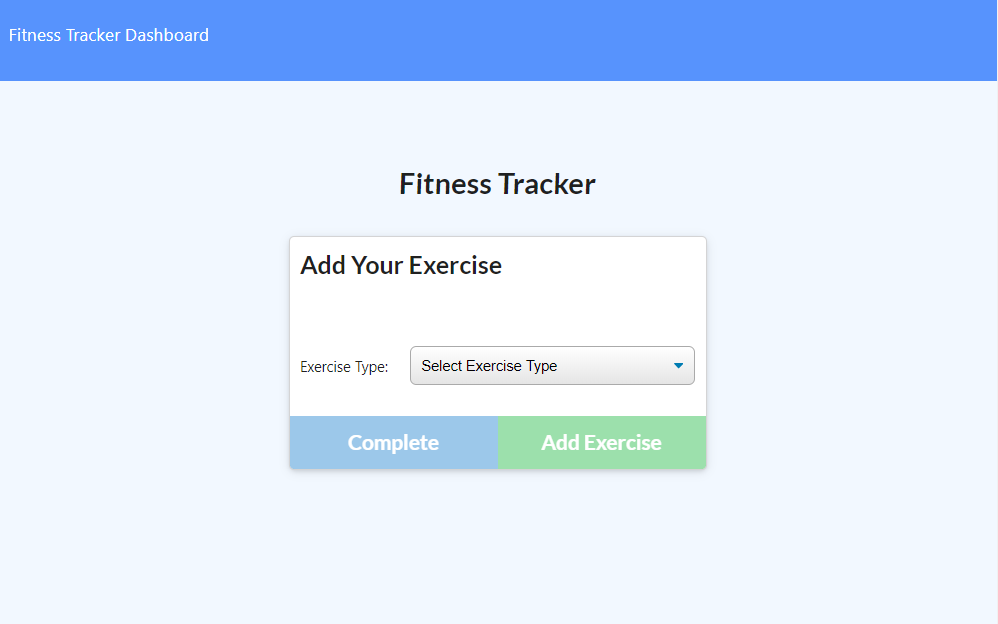 Fitness Tracker Dashboard
Fitness Tracker
Add Your Exercise
Exercise Type: Select Exercise Type
Complete Add Exercise